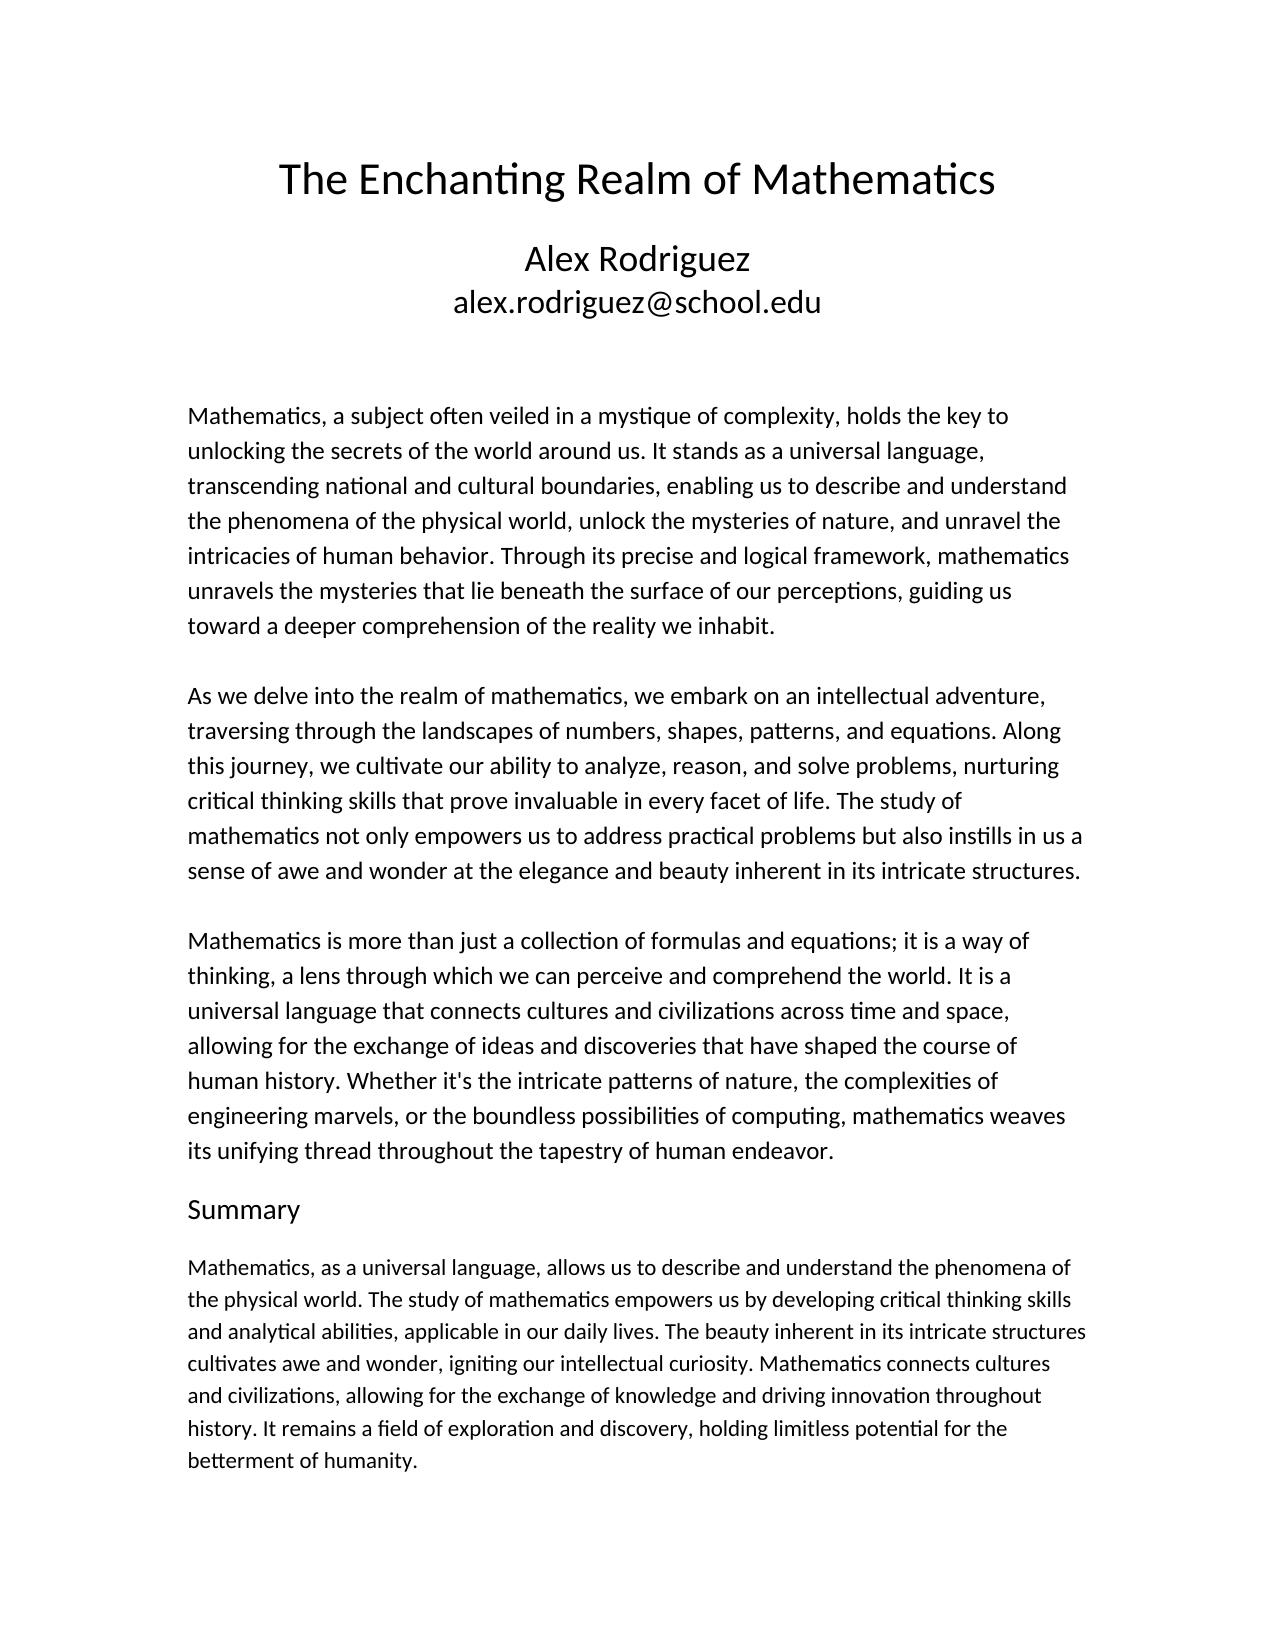 The Enchanting Realm of Mathematics
Alex Rodriguez
alex.rodriguez@school.edu
Mathematics, a subject often veiled in a mystique of complexity, holds the key to
unlocking the secrets of the world around us. It stands as a universal language,
transcending national and cultural boundaries, enabling us to describe and understand
the phenomena of the physical world, unlock the mysteries of nature, and unravel the
intricacies of human behavior. Through its precise and logical framework, mathematics
unravels the mysteries that lie beneath the surface of our perceptions, guiding us
toward a deeper comprehension of the reality we inhabit.
As we delve into the realm of mathematics, we embark on an intellectual adventure,
traversing through the landscapes of numbers, shapes, patterns, and equations. Along
this journey, we cultivate our ability to analyze, reason, and solve problems, nurturing
critical thinking skills that prove invaluable in every facet of life. The study of
mathematics not only empowers us to address practical problems but also instills in us a
sense of awe and wonder at the elegance and beauty inherent in its intricate structures.
Mathematics is more than just a collection of formulas and equations; it is a way of
thinking, a lens through which we can perceive and comprehend the world. It is a
universal language that connects cultures and civilizations across time and space,
allowing for the exchange of ideas and discoveries that have shaped the course of
human history. Whether it's the intricate patterns of nature, the complexities of
engineering marvels, or the boundless possibilities of computing, mathematics weaves
its unifying thread throughout the tapestry of human endeavor.
Summary
Mathematics, as a universal language, allows us to describe and understand the phenomena of
the physical world. The study of mathematics empowers us by developing critical thinking skills
and analytical abilities, applicable in our daily lives. The beauty inherent in its intricate structures
cultivates awe and wonder, igniting our intellectual curiosity. Mathematics connects cultures
and civilizations, allowing for the exchange of knowledge and driving innovation throughout
history. It remains a field of exploration and discovery, holding limitless potential for the
betterment of humanity.